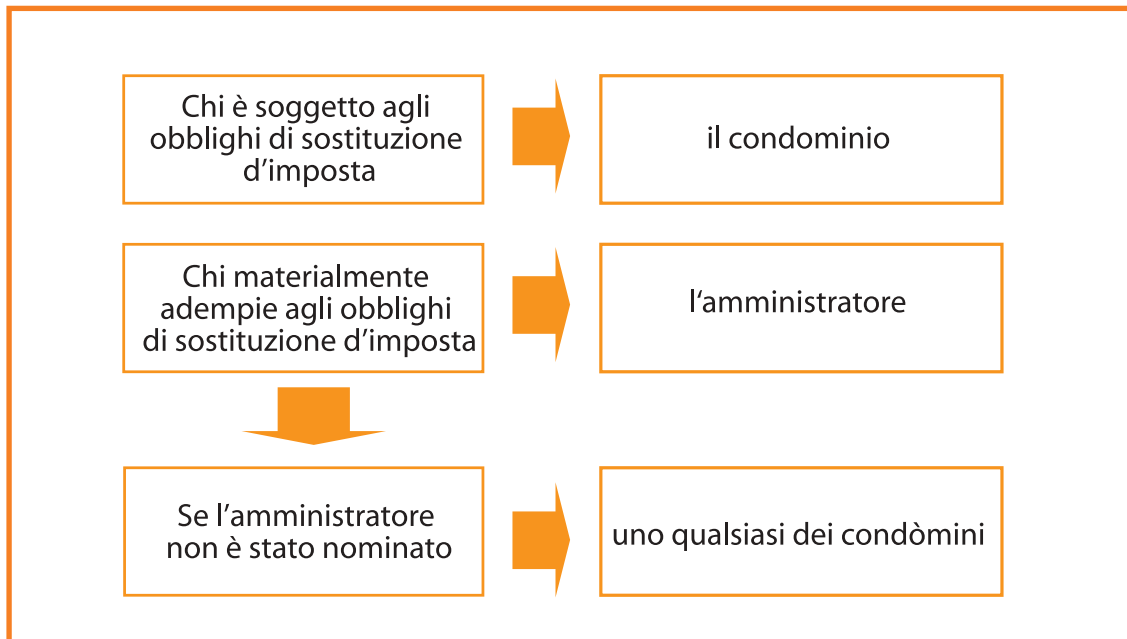 Chi è soggetto agli
obblighi di sostituzione
d'imposta
il condominio
Chi materialmente
adempie agli obblighi
di sostituzione d'imposta
l‘amministratore
Se l'amministratore
non è stato nominato
uno qualsiasi dei condòmini